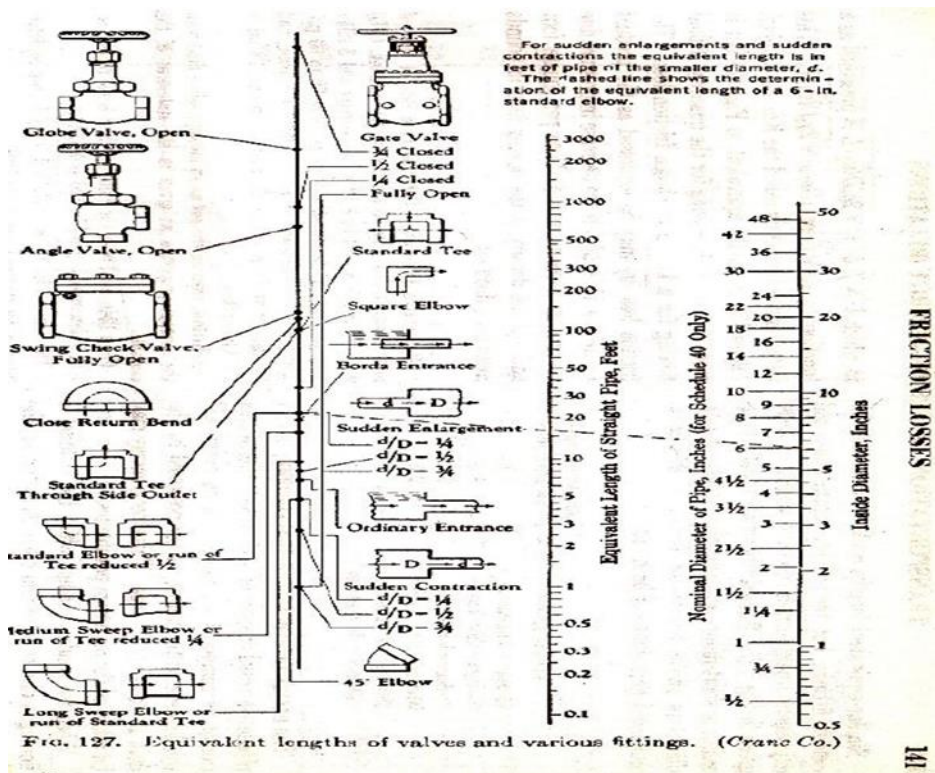 For sudden enlargements and sudden
contractions the equivalent length is in
feet of pipe of the smaller diameter, d.
The dashed line shows the determin-
ation of the equivalent length of a 6-in.
standard elbow.
Globe Valve, Open
Angle Valve, Open
Swing Check Valve,
Fully Open
Close Return Bend
Standard Tee
Through Side Outlet
tandard Elbow or run of
Tee reduced ½
Medium Sweep Elbow or
run of Tee reduced ¼
Long Sweep Elbow or
run of Standard Tee
Gate Valve
¾ Closed
½ Closed
¼ Closed
Fully Open
Standard Tee
Square Elbow
Borda Entrance
d
D
Sudden Enlargement
d/D - ¼
d/D - ½
d/D - ¾
Ordinary Entrance
D
d
Sudden Contraction
d/D - ¼
d/D - ½
d/D - ¾
45° Elbow
3000
2000
1000
500
300
200
100
50
30
20
10
5
3
2
1
0.5
0.3
0.2
0.1
Equivalent Length of Straight Pipe, Feet
Nominal Diameter of Pipe, Inches (for Schedule 40 Only)
48
42
36
30
24
22
20
18
16
14
12
10
9
8
7
6
5
4½
4
3½
3
2½
2
1½
1¼
1
¾
½
50
30
20
10
5
3
2
1
0.5
Inside Diameter, Inches
FRICTION LOSSES
141
FIG. 127. Equivalent lengths of valves and various fittings. (Crane Co.)